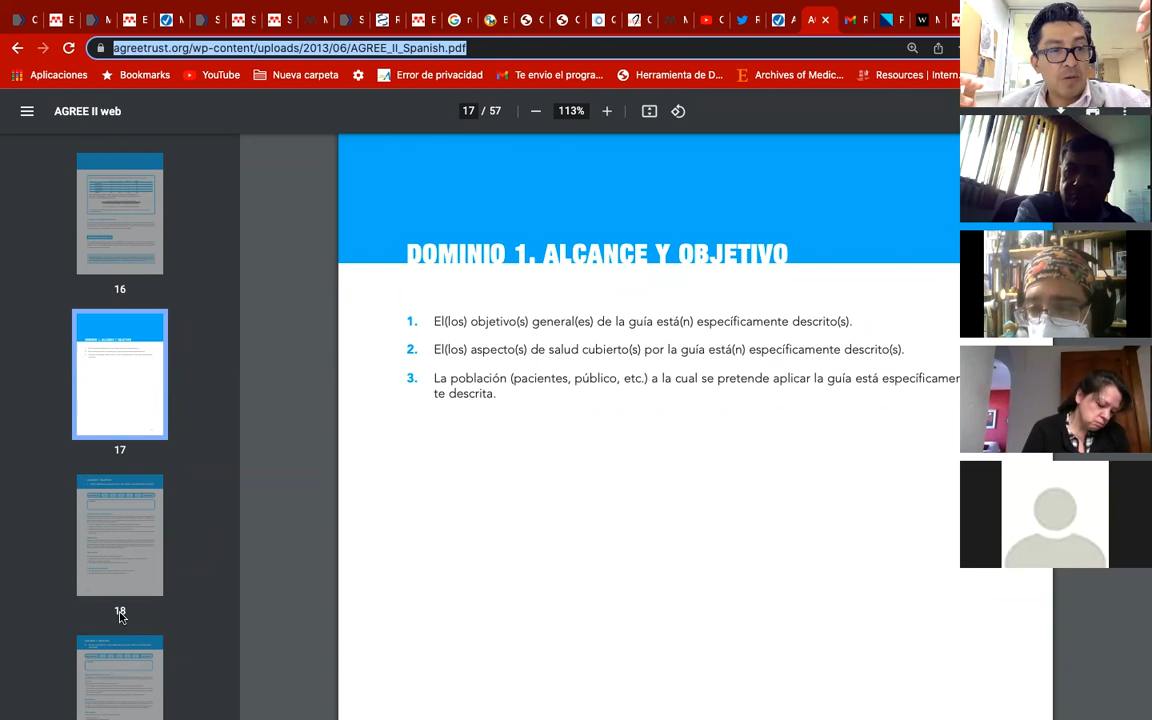 agreetrust.org/wp-content/uploads/2013/06/AGREE_II_Spanish.pdf
Aplicaciones Bookmarks YouTube Nueva carpeta Error de privacidad Te envio el progra... Herramienta de D... Archives of Medic... Resources | Intern...
AGREE II web 17 / 57 113%
16
17
18
DOMINIO 1. ALCANCE Y OBJETIVO
1. El(los) objetivo(s) general(es) de la guía está(n) específicamente descrito(s).
2. El(los) aspecto(s) de salud cubierto(s) por la guía está(n) específicamente descrito(s).
3. La población (pacientes, público, etc.) a la cual se pretende aplicar la guía está específicamen
te descrita.